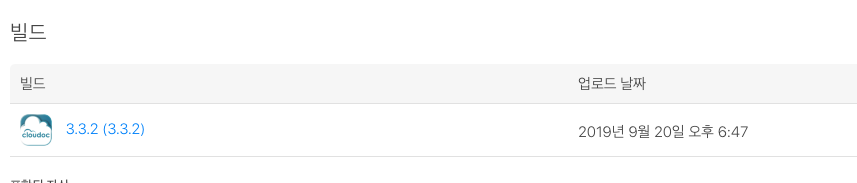 빌드
빌드 업로드 날짜
cloudoc 3.3.2 (3.3.2) 2019년 9월 20일 오후 6:47